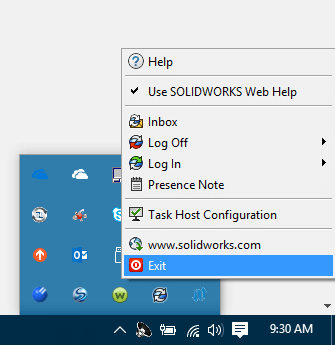 Help
Use SOLIDWORKS Web Help
Inbox
Log Off
Log In
Presence Note
Task Host Configuration
www.solidworks.com
Exit
9:30 AM